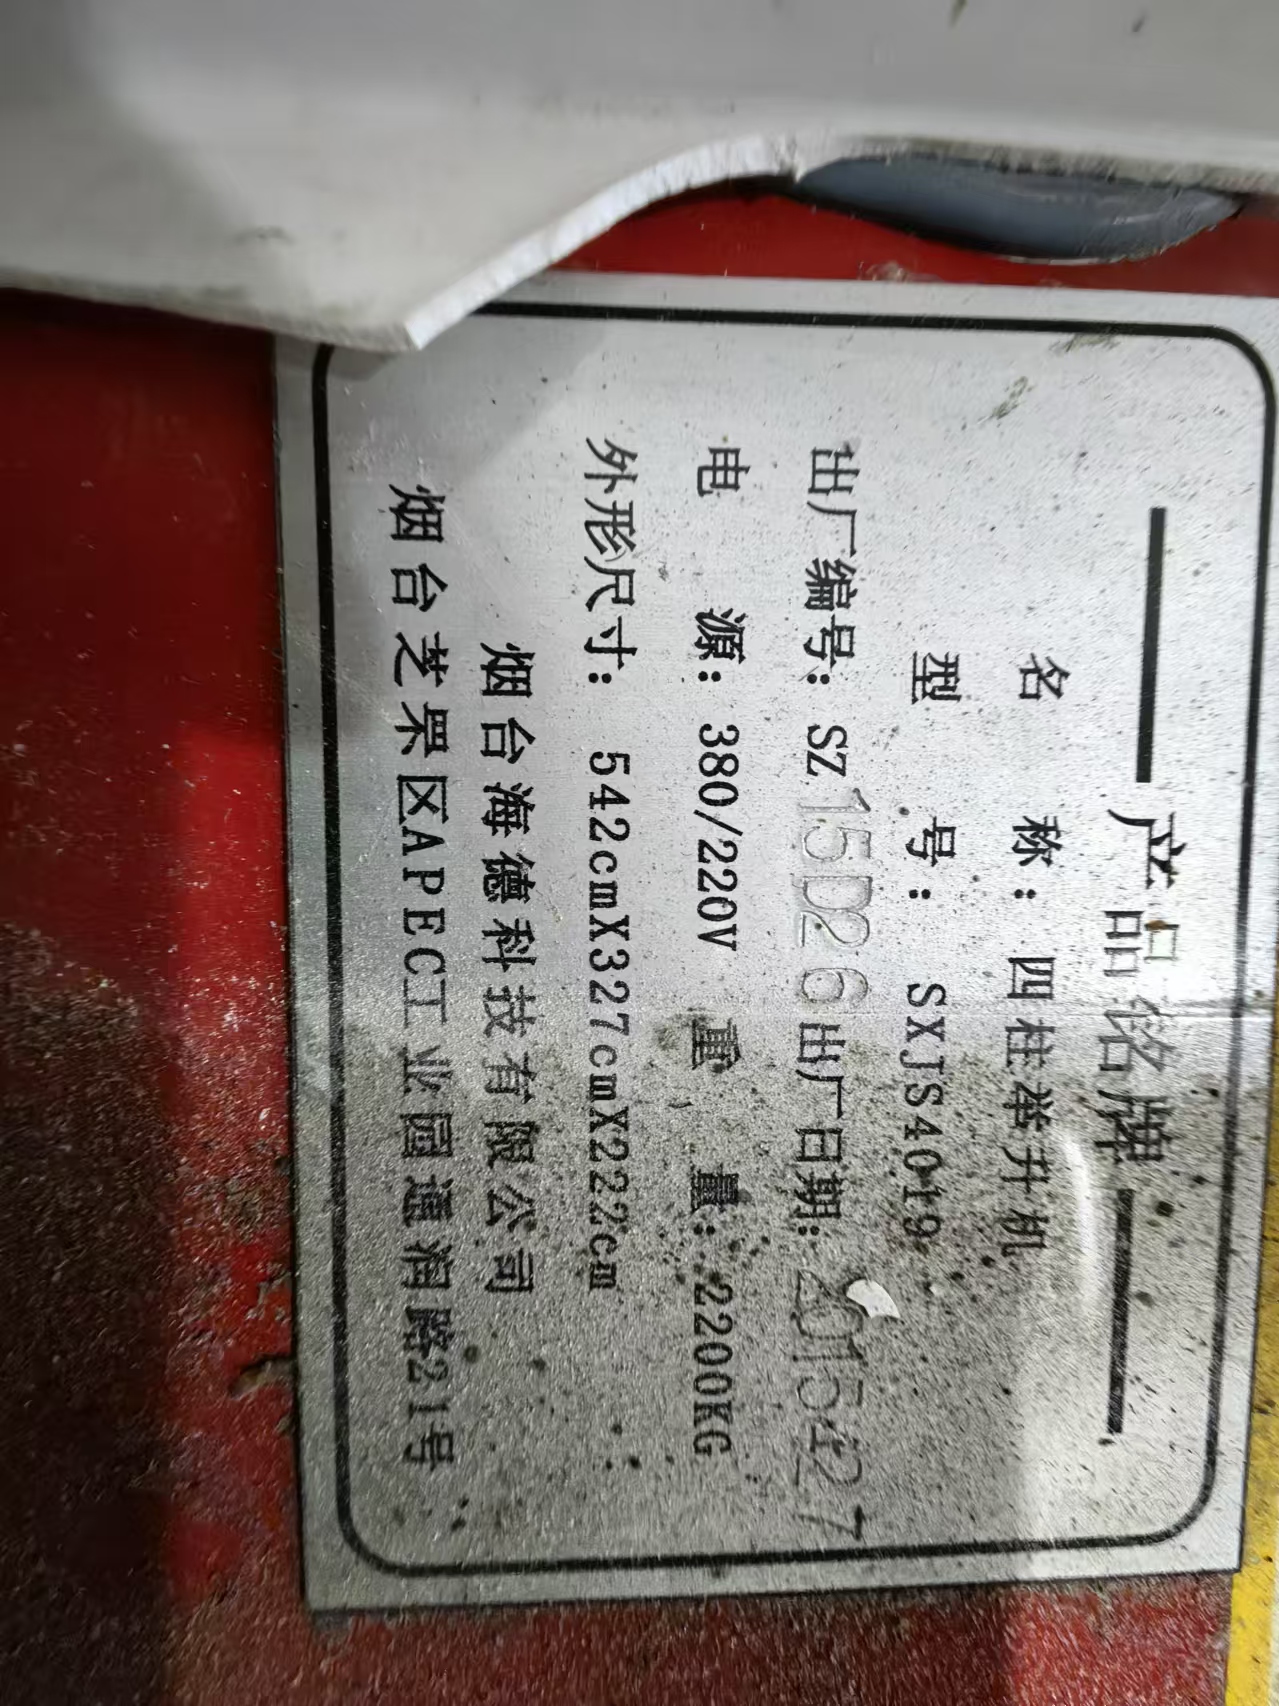 产品铭牌
名 称：四柱举升机
型 号：SXJS4019
出厂编号：SZ15D26 出厂日期：2015427
电 源：380/220V 重 量：2200KG
外形尺寸：542cmX327cmX222cm
烟台海德科技有限公司
烟台芝罘区APEC工业园通润路21号